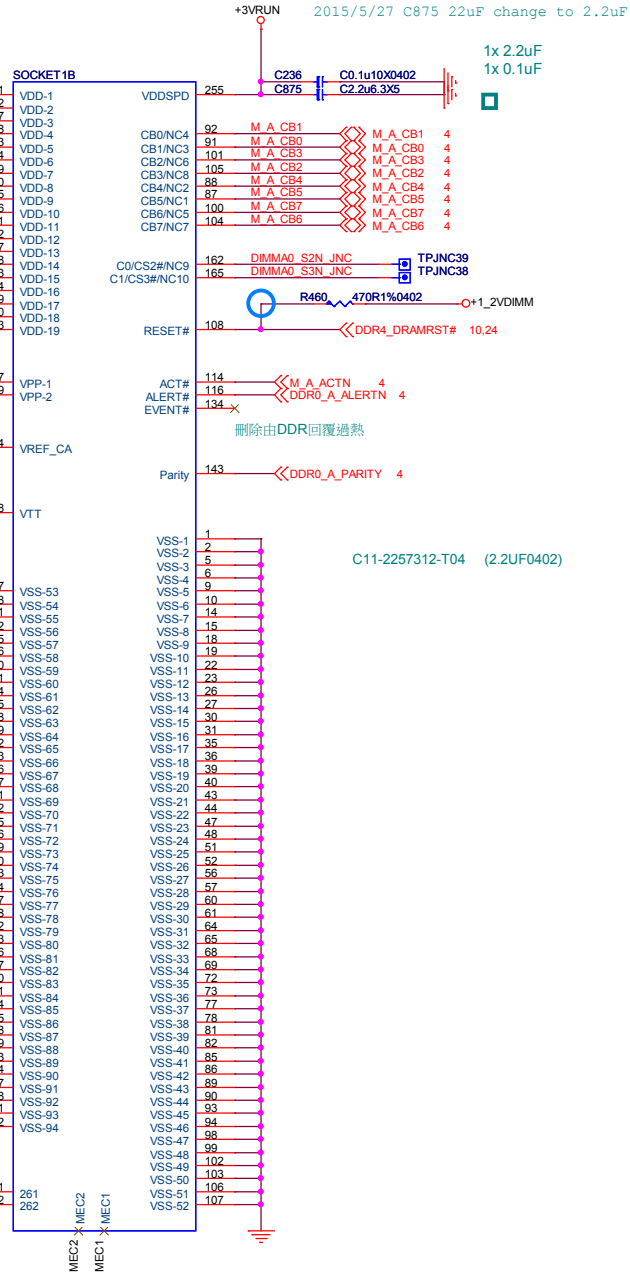 +3VRUN
2015/5/27 C875 22uF change to 2.2uF
1x 2.2uF
1x 0.1uF
SOCKET1B
VDD-1 VDDSPD 255 C236 C0.1u10X0402
C875 C2.2u6.3X5
VDD-2
VDD-3
VDD-4 CB0/NC4 92 M_A_CB1 M_A_CB1 4
VDD-5 CB1/NC3 91 M_A_CB0 M_A_CB0 4
VDD-6 CB2/NC6 101 M_A_CB3 M_A_CB3 4
VDD-7 CB3/NC8 105 M_A_CB2 M_A_CB2 4
VDD-8 CB4/NC2 88 M_A_CB4 M_A_CB4 4
VDD-9 CB5/NC1 87 M_A_CB5 M_A_CB5 4
VDD-10 CB6/NC5 100 M_A_CB7 M_A_CB7 4
VDD-11 CB7/NC7 104 M_A_CB6 M_A_CB6 4
VDD-12
VDD-13
VDD-14 C0/CS2#/NC9 162 DIMMA0_S2N_JNC TPJNC39
VDD-15 C1/CS3#/NC10 165 DIMMA0_S3N_JNC TPJNC38
VDD-16
VDD-17 R460 470R1%0402 +1_2VDIMM
VDD-18
VDD-19 RESET# 108 DDR4_DRAMRST# 10,24
VPP-1 ACT# 114 M_A_ACTN 4
VPP-2 ALERT# 116 DDR0_A_ALERTN 4
EVENT# 134
刪除由DDR回覆過熱
VREF_CA
Parity 143 DDR0_A_PARITY 4
VTT
VSS-1 1
VSS-2 2
C11-2257312-T04 (2.2UF0402)
VSS-3 5
VSS-4 6
VSS-53 VSS-5 9
VSS-54 VSS-6 10
VSS-55 VSS-7 14
VSS-56 VSS-8 15
VSS-57 VSS-9 18
VSS-58 VSS-10 19
VSS-59 VSS-11 22
VSS-60 VSS-12 23
VSS-61 VSS-13 26
VSS-62 VSS-14 27
VSS-63 VSS-15 30
VSS-64 VSS-16 31
VSS-65 VSS-17 35
VSS-66 VSS-18 36
VSS-67 VSS-19 39
VSS-68 VSS-20 40
VSS-69 VSS-21 43
VSS-70 VSS-22 44
VSS-71 VSS-23 47
VSS-72 VSS-24 48
VSS-73 VSS-25 51
VSS-74 VSS-26 52
VSS-75 VSS-27 56
VSS-76 VSS-28 57
VSS-77 VSS-29 60
VSS-78 VSS-30 61
VSS-79 VSS-31 64
VSS-80 VSS-32 65
VSS-81 VSS-33 68
VSS-82 VSS-34 69
VSS-83 VSS-35 72
VSS-84 VSS-36 73
VSS-85 VSS-37 77
VSS-86 VSS-38 78
VSS-87 VSS-39 81
VSS-88 VSS-40 82
VSS-89 VSS-41 85
VSS-90 VSS-42 86
VSS-91 VSS-43 89
VSS-92 VSS-44 90
VSS-93 VSS-45 93
VSS-94 VSS-46 94
VSS-47 98
VSS-48 99
VSS-49 102
VSS-50 103
261 VSS-51 106
262 VSS-52 107
MEC2 MEC1
MEC2 MEC1